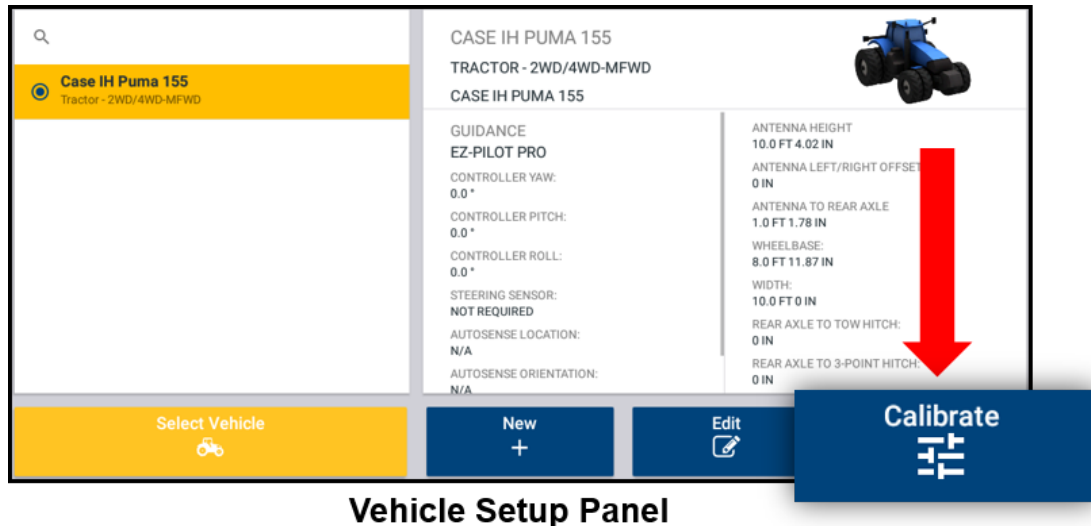 Case IH Puma 155
Tractor - 2WD/4WD-MFWD
CASE IH PUMA 155
TRACTOR - 2WD/4WD-MFWD
CASE IH PUMA 155
GUIDANCE
EZ-PILOT PRO
CONTROLLER YAW:
0.0 °
CONTROLLER PITCH:
0.0 °
CONTROLLER ROLL:
0.0 °
STEERING SENSOR:
NOT REQUIRED
AUTOSENSE LOCATION:
N/A
AUTOSENSE ORIENTATION:
N/A
ANTENNA HEIGHT
10.0 FT 4.02 IN
ANTENNA LEFT/RIGHT OFFSET
0 IN
ANTENNA TO REAR AXLE
1.0 FT 1.78 IN
WHEELBASE:
8.0 FT 11.87 IN
WIDTH:
10.0 FT 0 IN
REAR AXLE TO TOW HITCH:
0 IN
REAR AXLE TO 3-POINT HITCH:
0 IN
Select Vehicle
New
Edit
Calibrate
Vehicle Setup Panel